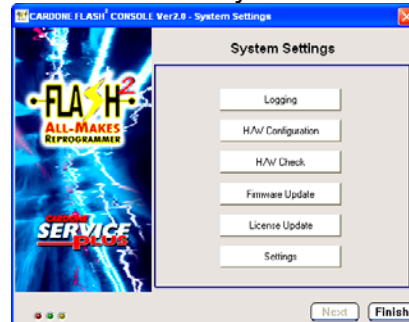 CARDONE FLASH² CONSOLE Ver2.0 - System Settings
System Settings
FLASH2
ALL-MAKES
REPROGRAMMER
CARDONE
SERVICE
PLUS
Logging
H/W Configuration
H/W Check
Firmware Update
License Update
Settings
Next
Finish